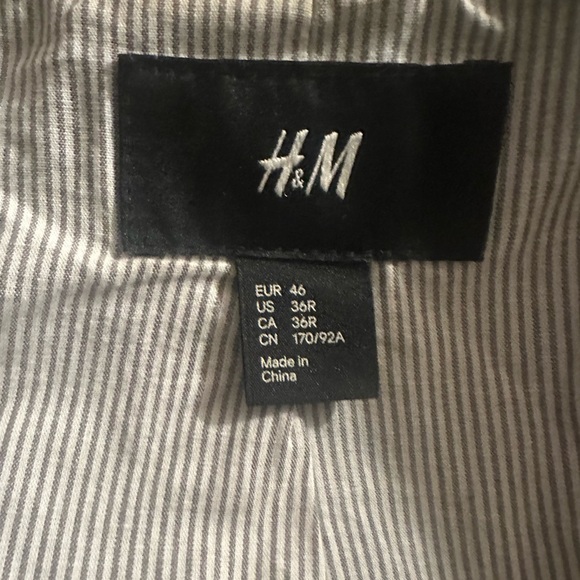 H&M
EUR 46
US 36R
CA 36R
CN 170/92A
Made in
China